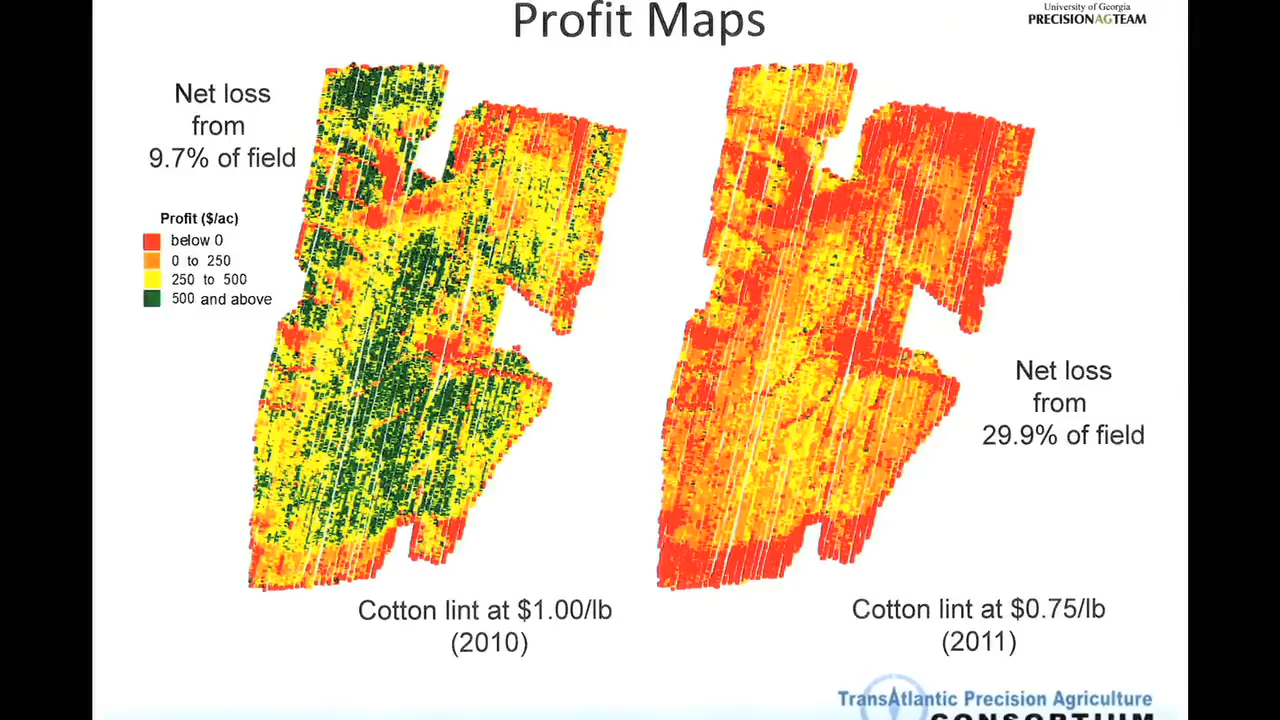 Profit Maps
University of Georgia
PRECISIONAGTEAM
Net loss
from
9.7% of field
Profit ($/ac)
below 0
0 to 250
250 to 500
500 and above
Net loss
from
29.9% of field
Cotton lint at $1.00/lb
(2010)
Cotton lint at $0.75/lb
(2011)
TransAtlantic Precision Agriculture
CONSORTIUM